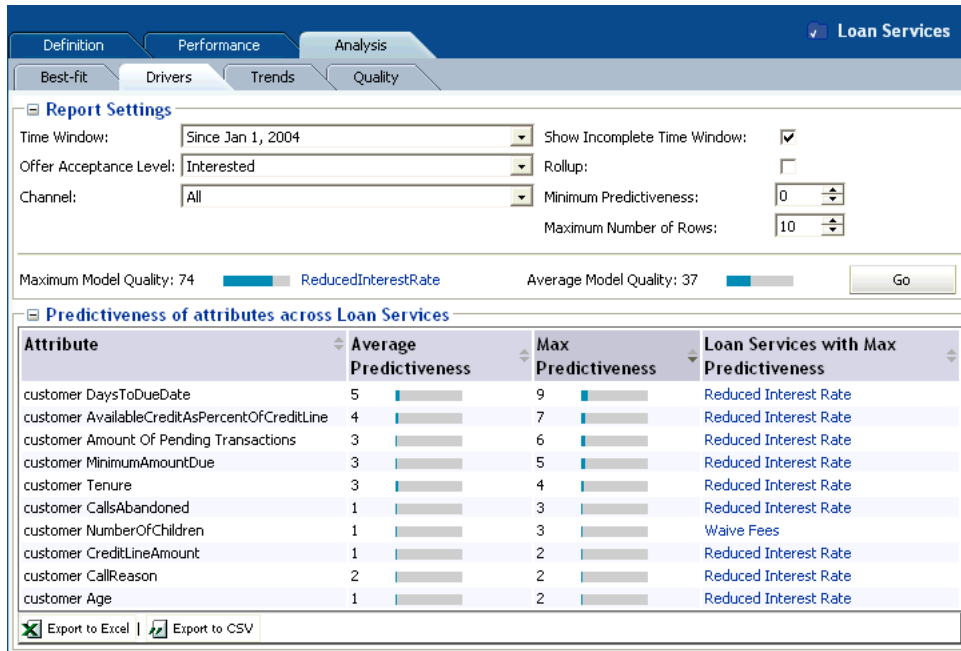 Loan Services
Definition Performance Analysis
Best-fit Drivers Trends Quality
Report Settings
Time Window: Since Jan 1, 2004 Show Incomplete Time Window:
Offer Acceptance Level: Interested Rollup:
Channel: All Minimum Predictiveness: 0
Maximum Number of Rows: 10
Maximum Model Quality: 74 ReducedInterestRate Average Model Quality: 37 Go
Predictiveness of attributes across Loan Services
Attribute Average Predictiveness Max Predictiveness Loan Services with Max Predictiveness
customer DaysToDueDate 5 9 Reduced Interest Rate
customer AvailableCreditAsPercentOfCreditLine 4 7 Reduced Interest Rate
customer Amount Of Pending Transactions 3 6 Reduced Interest Rate
customer MinimumAmountDue 3 5 Reduced Interest Rate
customer Tenure 3 4 Reduced Interest Rate
customer CallsAbandoned 1 3 Reduced Interest Rate
customer NumberOfChildren 1 3 Waive Fees
customer CreditLineAmount 1 2 Reduced Interest Rate
customer CallReason 2 2 Reduced Interest Rate
customer Age 1 2 Reduced Interest Rate
Export to Excel | Export to CSV